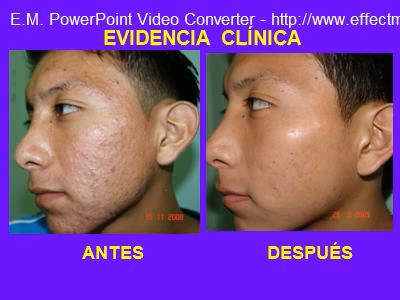 E.M. PowerPoint Video Converter - http://www.effectm
EVIDENCIA CLÍNICA
ANTES
DESPUÉS